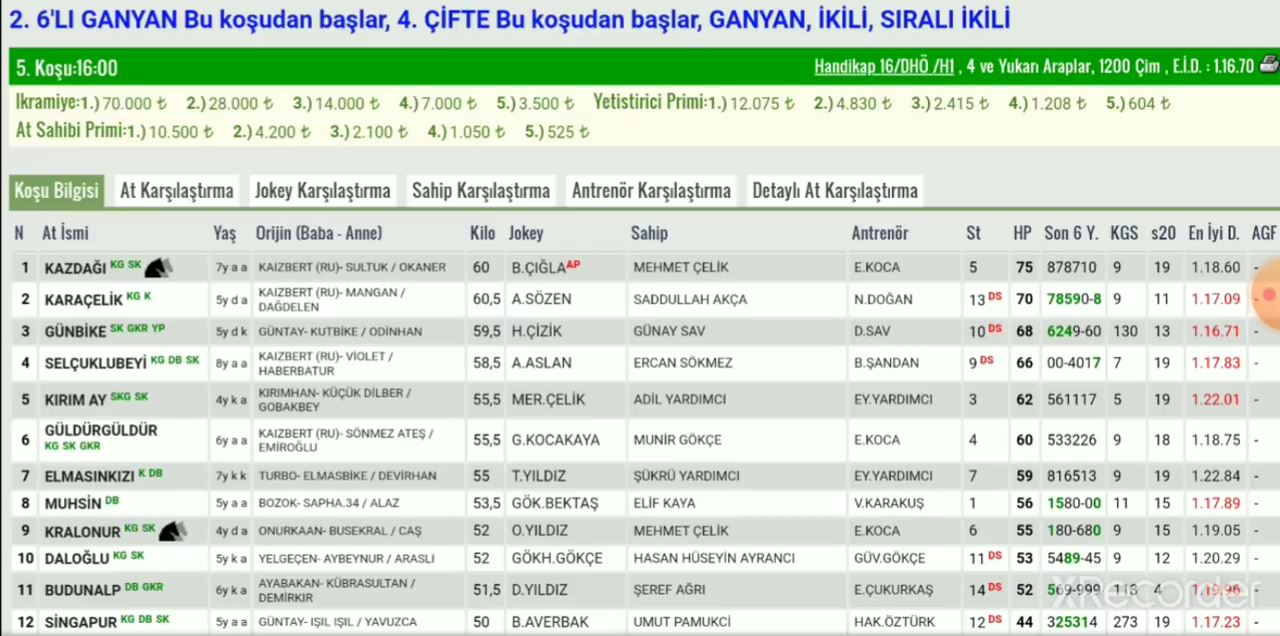 2. 6'LI GANYAN Bu koşudan başlar, 4. ÇİFTE Bu koşudan başlar, GANYAN, İKİLİ, SIRALI İKİLİ
5. Koşu:16:00 Handikap 16/DHÖ /H1 , 4 ve Yukarı Araplar, 1200 Çim , E.İ.D. : 1.16.70
Ikramiye:1.) 70.000 ₺ 2.) 28.000 ₺ 3.) 14.000 ₺ 4.) 7.000 ₺ 5.) 3.500 ₺ Yetistirici Primi:1.) 12.075 ₺ 2.) 4.830 ₺ 3.) 2.415 ₺ 4.) 1.208 ₺ 5.) 604 ₺
At Sahibi Primi:1.) 10.500 ₺ 2.) 4.200 ₺ 3.) 2.100 ₺ 4.) 1.050 ₺ 5.) 525 ₺
Koşu Bilgisi At Karşılaştırma Jokey Karşılaştırma Sahip Karşılaştırma Antrenör Karşılaştırma Detaylı At Karşılaştırma
N At İsmi Yaş Orijin (Baba - Anne) Kilo Jokey Sahip Antrenör St HP Son 6 Y. KGS s20 En İyi D. AGF
1 KAZDAĞI KG SK 7y a a KAIZBERT (RU)- SULTUK / OKANER 60 B.ÇIĞLA AP MEHMET ÇELİK E.KOCA 5 75 878710 9 19 1.18.60 -
2 KARAÇELİK KG K 5y d a KAIZBERT (RU)- MANGAN / DAĞDELEN 60,5 A.SÖZEN SADDULLAH AKÇA N.DOĞAN 13 DS 70 78590-8 9 11 1.17.09 -
3 GÜNBİKE SK GKR YP 5y d k GÜNTAY- KUTBİKE / ODİNHAN 59,5 H.ÇİZİK GÜNAY SAV D.SAV 10 DS 68 6249-60 130 13 1.16.71 -
4 SELÇUKLUBEYİ KG DB SK 8y a a KAIZBERT (RU)- VİOLET / HABERBATUR 58,5 A.ASLAN ERCAN SÖKMEZ B.ŞANDAN 9 DS 66 00-4017 7 19 1.17.83 -
5 KIRIM AY SKG SK 4y k a KIRIMHAN- KÜÇÜK DİLBER / GOBAKBEY 55,5 MER.ÇELİK ADİL YARDIMCI EY.YARDIMCI 3 62 561117 5 19 1.22.01 -
6 GÜLDÜRGÜLDÜR KG SK GKR 6y a a KAIZBERT (RU)- SÖNMEZ ATEŞ / EMİROĞLU 55,5 G.KOCAKAYA MUNİR GÖKÇE E.KOCA 4 60 533226 9 18 1.18.75 -
7 ELMASINKIZI K DB 7y k k TURBO- ELMASBİKE / DEVİRHAN 55 T.YILDIZ ŞÜKRÜ YARDIMCI EY.YARDIMCI 7 59 816513 9 19 1.22.84 -
8 MUHSİN DB 5y a a BOZOK- SAPHA.34 / ALAZ 53,5 GÖK.BEKTAŞ ELİF KAYA V.KARAKUŞ 1 56 1580-00 11 15 1.17.89 -
9 KRALONUR KG SK 4y d a ONURKAAN- BUSEKRAL / CAŞ 52 O.YILDIZ MEHMET ÇELİK E.KOCA 6 55 180-680 9 15 1.19.05 -
10 DALOĞLU KG SK 5y k a YELGEÇEN- AYBEYNUR / ARASLI 52 GÖKH.GÖKÇE HASAN HÜSEYİN AYRANCI GÜV.GÖKÇE 11 DS 53 5489-45 9 12 1.20.29 -
11 BUDUNALP DB GKR 6y k a AYABAKAN- KÜBRASULTAN / DEMİRKIR 51,5 D.YILDIZ ŞEREF AĞRI E.ÇUKURKAŞ 14 DS 52 569-999 118 4 1.19.96 -
12 SİNGAPUR KG DB SK 5y a a GÜNTAY- IŞIL IŞIL / YAVUZCA 50 B.AVERBAK UMUT PAMUKCİ HAK.ÖZTÜRK 12 DS 44 325314 273 19 1.17.23 -
XRecorder